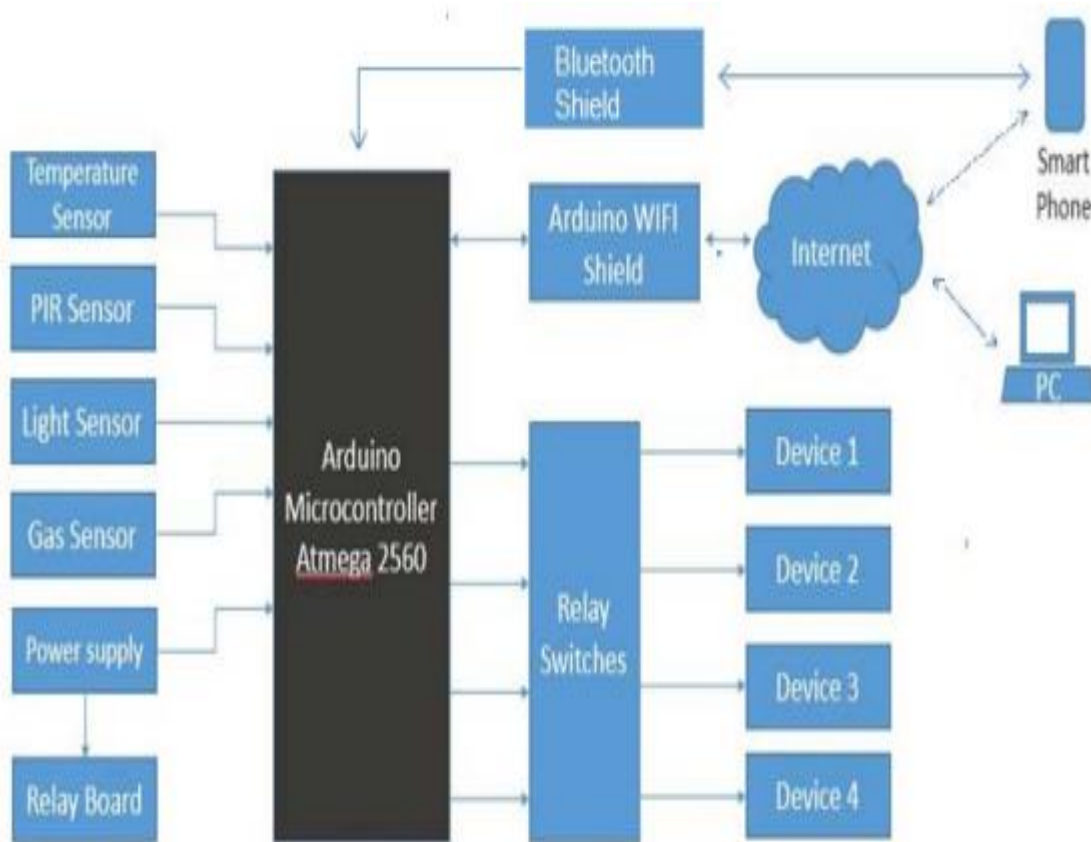 Bluetooth
Shield
Smart
Phone
Temperature
Sensor
Arduino WIFI
Shield
Internet
PIR Sensor
PC
Light Sensor
Arduino
Microcontroller
Atmega 2560
Device 1
Gas Sensor
Device 2
Relay
Switches
Power supply
Device 3
Relay Board
Device 4